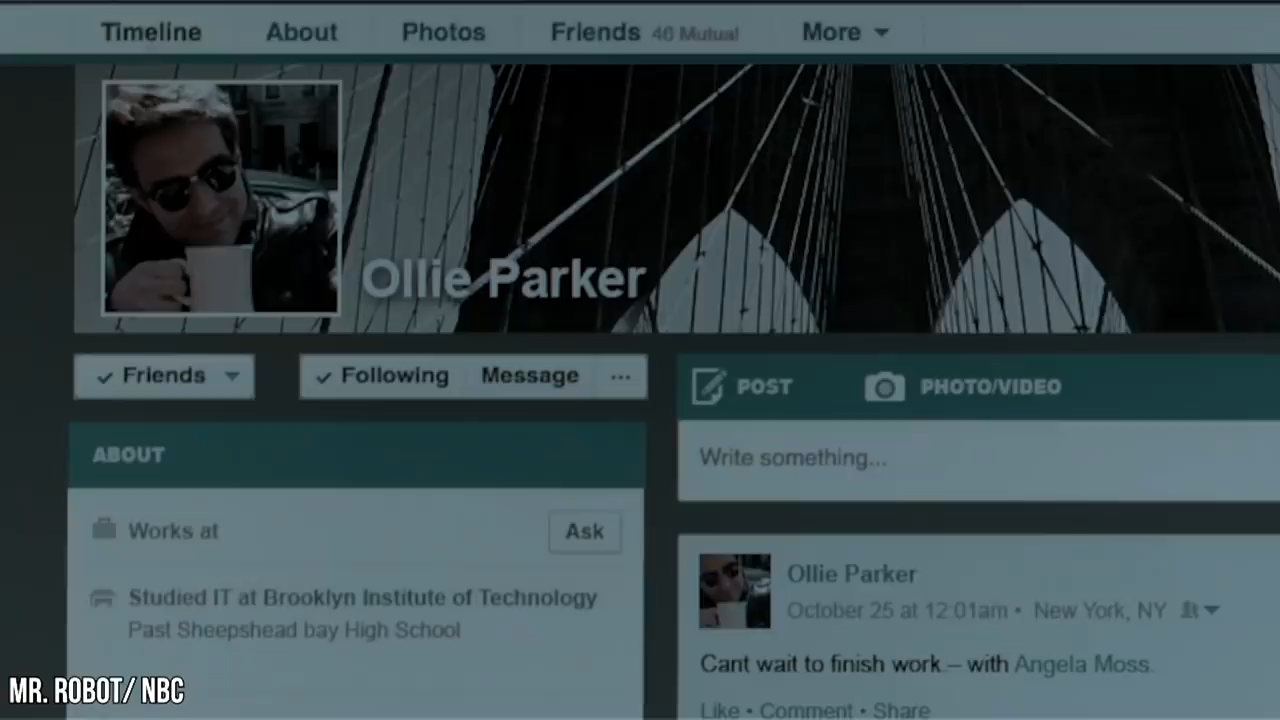 Timeline About Photos Friends 46 Mutual More
Ollie Parker
Friends Following Message ...
POST PHOTO/VIDEO
Write something...
ABOUT
Works at Ask
Studied IT at Brooklyn Institute of Technology
Past Sheepshead bay High School
Ollie Parker
October 25 at 12:01am • New York, NY
Cant wait to finish work.– with Angela Moss.
Like • Comment • Share
MR. ROBOT/ NBC